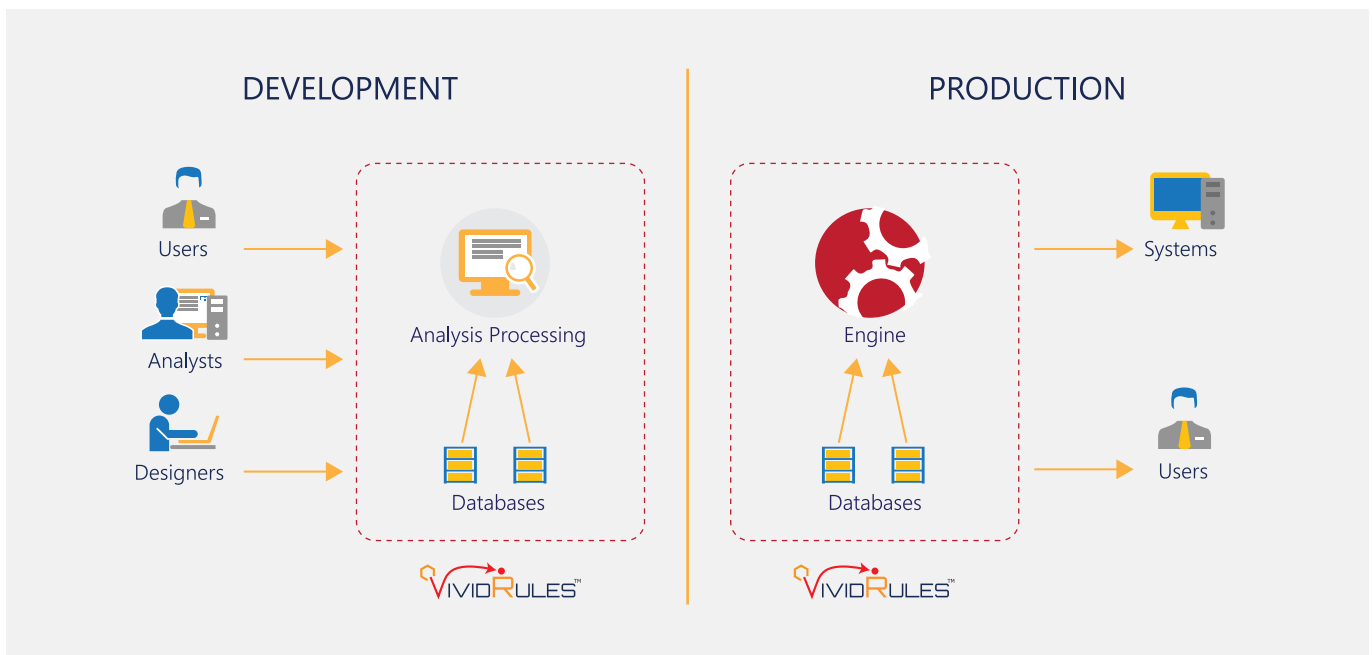 DEVELOPMENT
Users
Analysts
Designers
Analysis Processing
Databases
VIVIDRULES™
PRODUCTION
Engine
Databases
Systems
Users
VIVIDRULES™